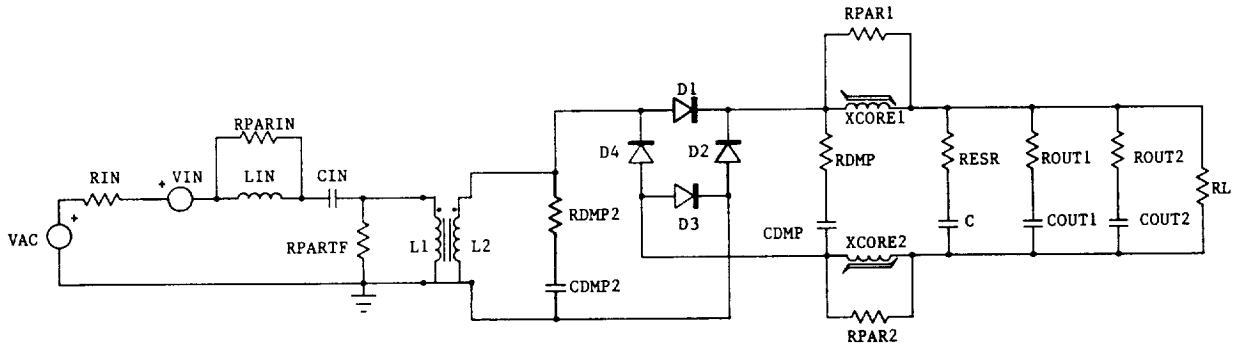 RPAR1
D1
XCORE1
RPARIN
D4
D2
RDMP
RESR
ROUT1
ROUT2
RIN
+
VIN
LIN
CIN
RL
+
D3
RDMP2
VAC
RPARTF
L1
L2
CDMP
C
COUT1
COUT2
XCORE2
CDMP2
RPAR2